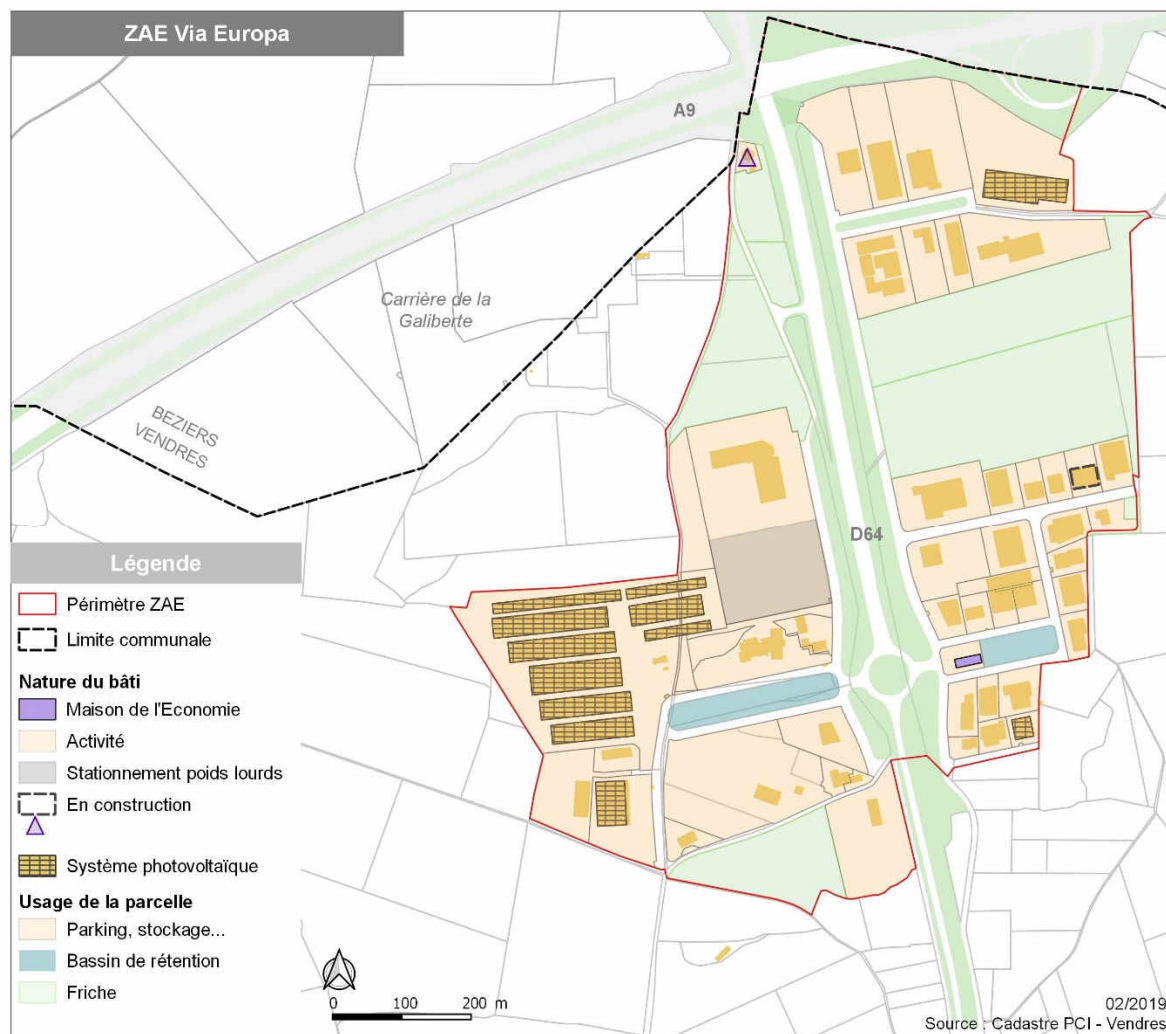 ZAE Via Europa
A9
Carrière de la
Galiberte
BEZIERS
VENDRES
D64
Légende
Périmètre ZAE
Limite communale
Nature du bâti
Maison de l'Economie
Activité
Stationnement poids lourds
En construction
Système photovoltaïque
Usage de la parcelle
Parking, stockage...
Bassin de rétention
Friche
0 100 200 m
02/2019
Source : Cadastre PCI - Vendres